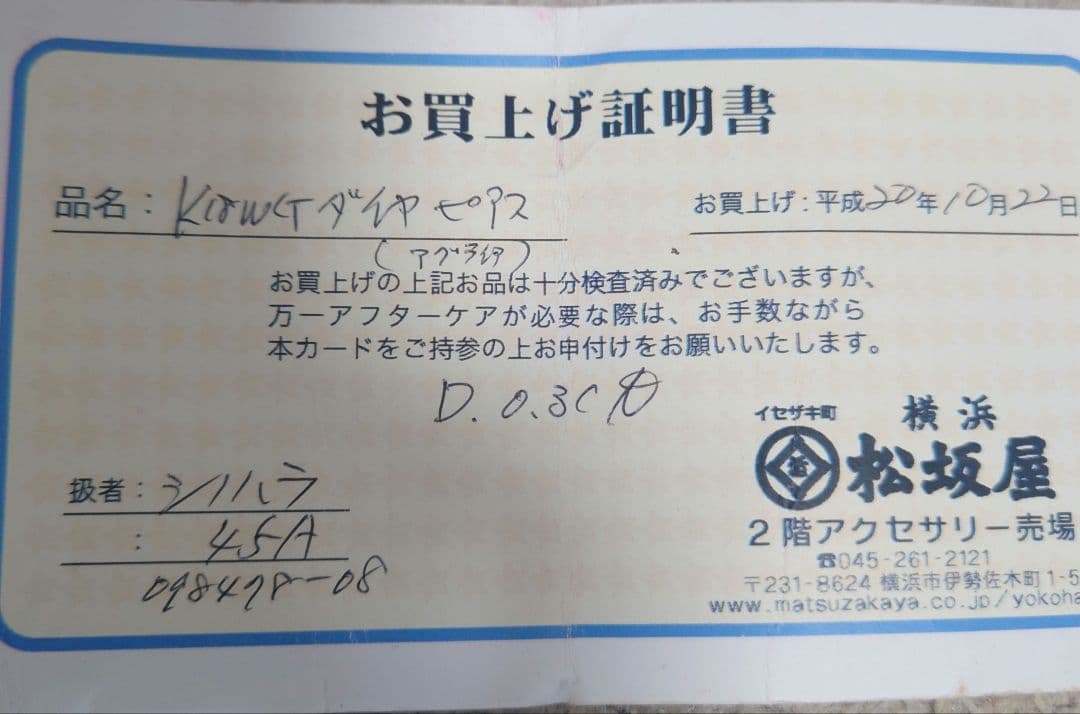 お買上げ証明書
品名：K18WGダイヤピアス
お買上げ：平成20年10月22日
お買上げの上記お品は十分検査済みでございますが、
万一アフターケアが必要な際は、お手数ながら
本カードをご持参の上お申付けをお願いいたします。
D. 0.3c
イセザキ町 横浜
松坂屋
扱者：シノハラ
： 45A
098478-08
2階アクセサリー売場
☎045-261-2121
〒231-8624 横浜市伊勢佐木町1-5
www.matsuzakaya.co.jp/yokoha